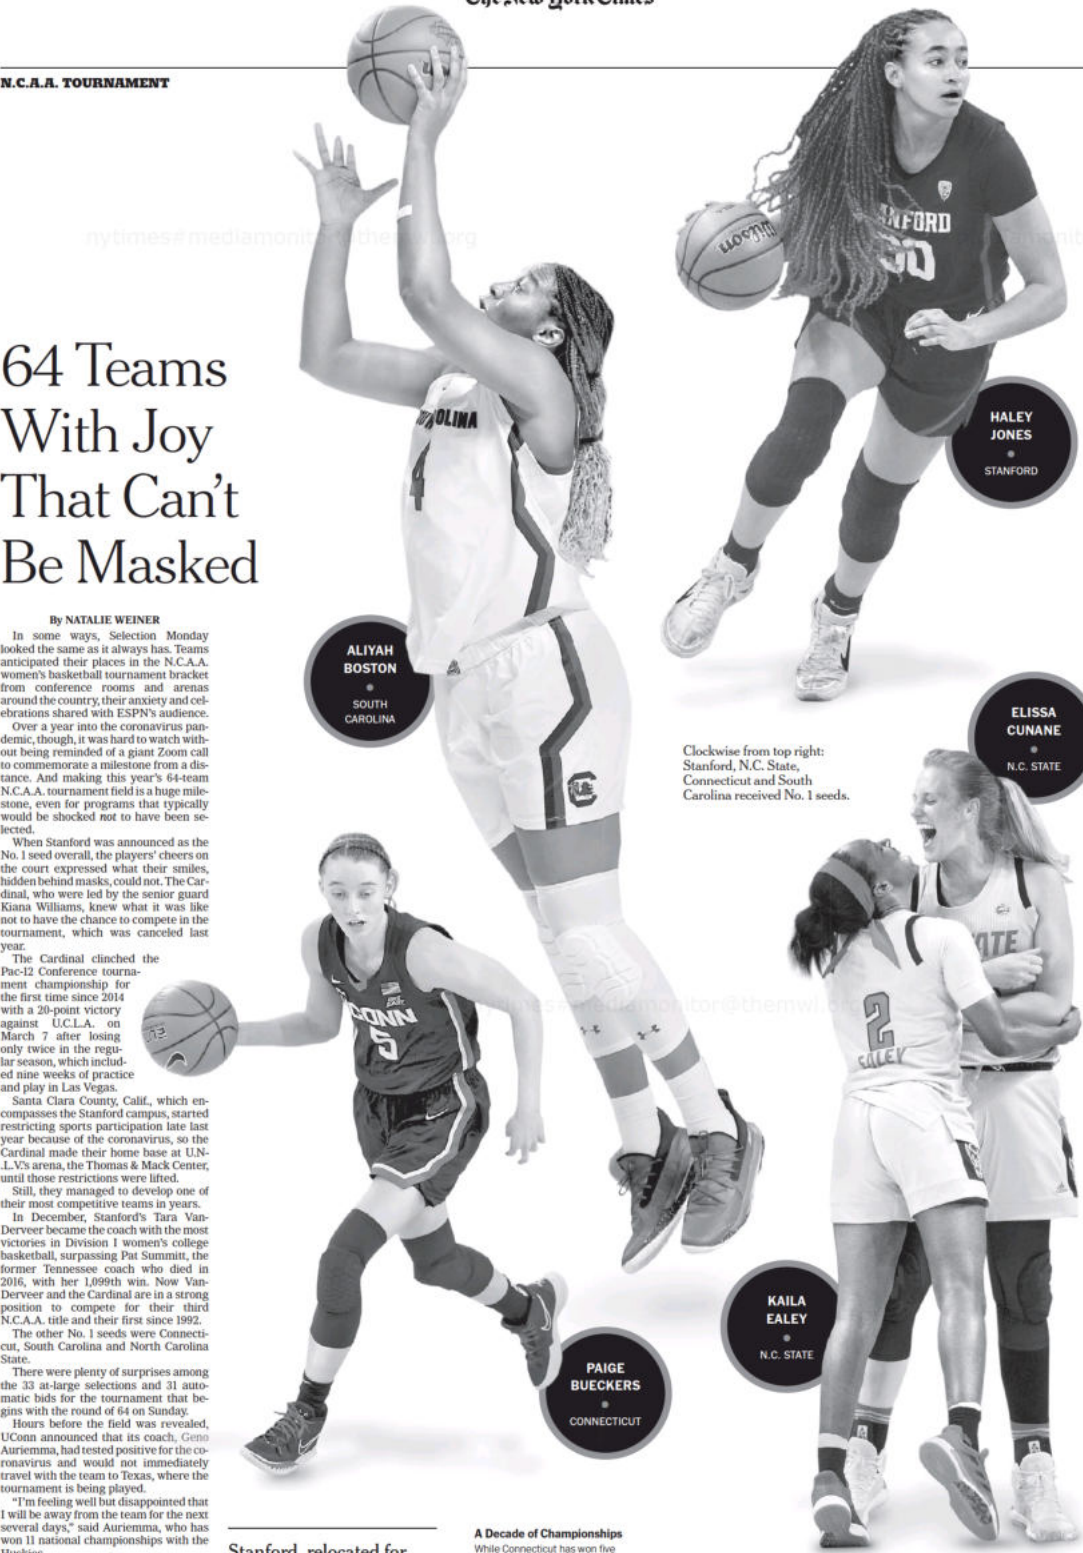 The New York Times
N.C.A.A. TOURNAMENT
nytimes#mediamonitor@themwl.org
64 Teams
With Joy
That Can't
Be Masked
By NATALIE WEINER
In some ways, Selection Monday
looked the same as it always has. Teams
anticipated their places in the N.C.A.A.
women's basketball tournament bracket
from conference rooms and arenas
around the country, their anxiety and cel-
ebrations shared with ESPN's audience.
Over a year into the coronavirus pan-
demic, though, it was hard to watch with-
out being reminded of a giant Zoom call
to commemorate a milestone from a dis-
tance. And making this year's 64-team
N.C.A.A. tournament field is a huge mile-
stone, even for programs that typically
would be shocked not to have been se-
lected.
When Stanford was announced as the
No. 1 seed overall, the players' cheers on
the court expressed what their smiles,
hidden behind masks, could not. The Car-
dinal, who were led by the senior guard
Kiana Williams, knew what it was like
not to have the chance to compete in the
tournament, which was canceled last
year.
The Cardinal clinched the
Pac-12 Conference tourna-
ment championship for
the first time since 2014
with a 20-point victory
against U.C.L.A. on
March 7 after losing
only twice in the regu-
lar season, which includ-
ed nine weeks of practice
and play in Las Vegas.
Santa Clara County, Calif., which en-
compasses the Stanford campus, started
restricting sports participation late last
year because of the coronavirus, so the
Cardinal made their home base at U.N-
.L.V.'s arena, the Thomas & Mack Center,
until those restrictions were lifted.
Still, they managed to develop one of
their most competitive teams in years.
In December, Stanford's Tara Van-
Derveer became the coach with the most
victories in Division I women's college
basketball, surpassing Pat Summitt, the
former Tennessee coach who died in
2016, with her 1,099th win. Now Van-
Derveer and the Cardinal are in a strong
position to compete for their third
N.C.A.A. title and their first since 1992.
The other No. 1 seeds were Connecti-
cut, South Carolina and North Carolina
State.
There were plenty of surprises among
the 33 at-large selections and 31 auto-
matic bids for the tournament that be-
gins with the round of 64 on Sunday.
Hours before the field was revealed,
UConn announced that its coach, Geno
Auriemma, had tested positive for the co-
ronavirus and would not immediately
travel with the team to Texas, where the
tournament is being played.
"I'm feeling well but disappointed that
I will be away from the team for the next
several days," said Auriemma, who has
won 11 national championships with the
Huskies.
OLINA
4
ALIYAH
BOSTON
SOUTH
CAROLINA
Wilson
ANFORD
30
HALEY
JONES
STANFORD
Clockwise from top right:
Stanford, N.C. State,
Connecticut and South
Carolina received No. 1 seeds.
ELISSA
CUNANE
N.C. STATE
ATE
2
EALEY
nytimes#mediamonitor@themwl.org
CONN
5
KAILA
EALEY
N.C. STATE
PAIGE
BUECKERS
CONNECTICUT
Stanford, relocated for
A Decade of Championships
While Connecticut has won five